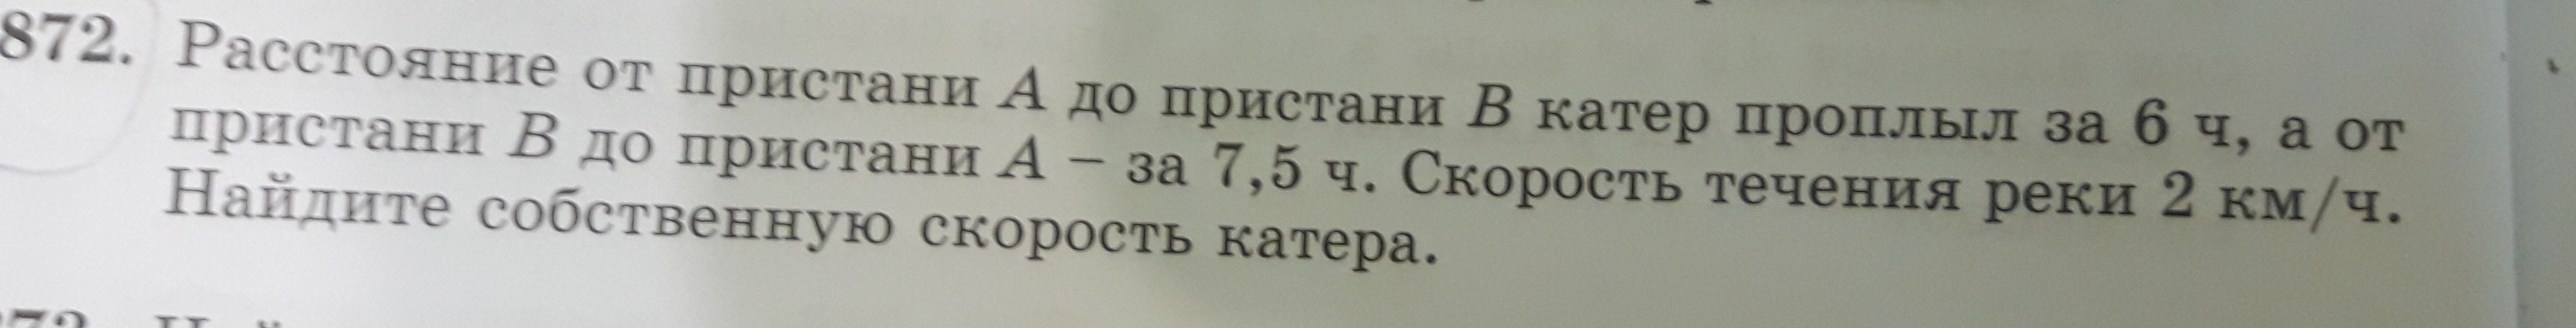 872. Расстояние от пристани A до пристани B катер проплыл за 6 ч, а от
пристани B до пристани A – за 7,5 ч. Скорость течения реки 2 км/ч.
Найдите собственную скорость катера.